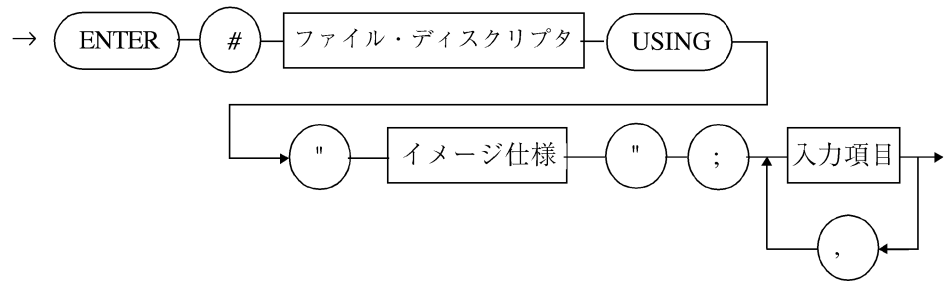 → ENTER # ファイル・ディスクリプタ USING
" イメージ仕様 " ; 入力項目
,